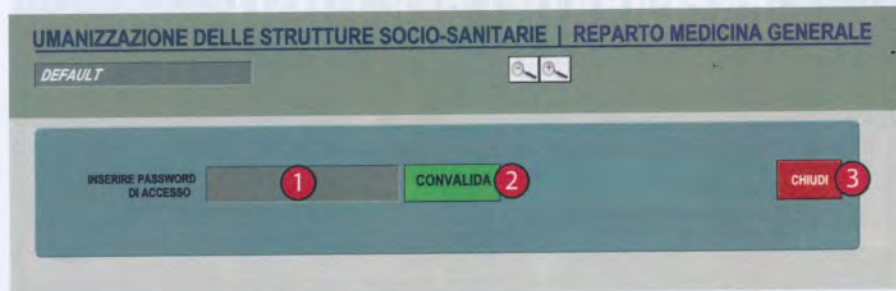 UMANIZZAZIONE DELLE STRUTTURE SOCIO-SANITARIE | REPARTO MEDICINA GENERALE
DEFAULT
INSERIRE PASSWORD
DI ACCESSO
1
CONVALIDA 2
CHIUDI 3